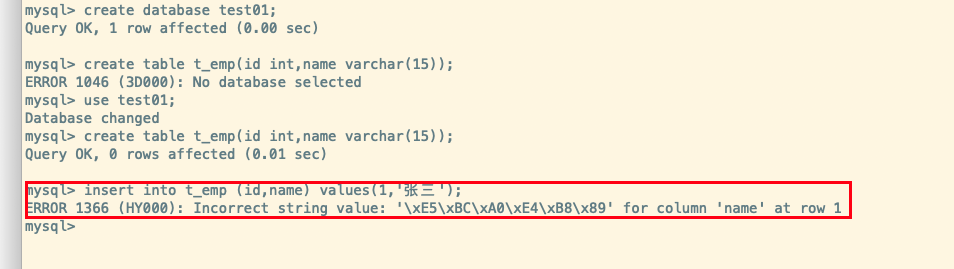 mysql> create database test01;
Query OK, 1 row affected (0.00 sec)
mysql> create table t_emp(id int,name varchar(15));
ERROR 1046 (3D000): No database selected
mysql> use test01;
Database changed
mysql> create table t_emp(id int,name varchar(15));
Query OK, 0 rows affected (0.01 sec)
mysql> insert into t_emp (id,name) values(1,'张三');
ERROR 1366 (HY000): Incorrect string value: '\xE5\xBC\xA0\xE4\xB8\x89' for column 'name' at row 1
mysql>